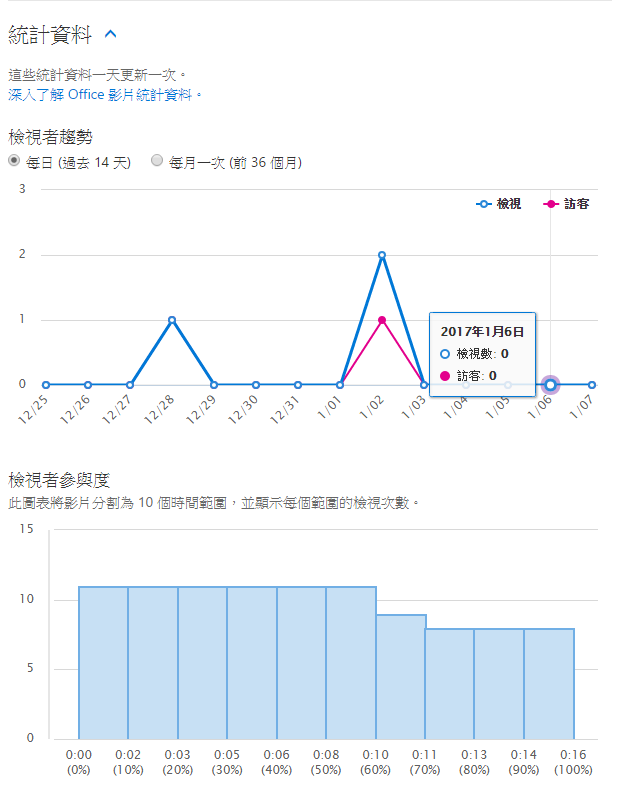 統計資料
這些統計資料一天更新一次。
深入了解 Office 影片統計資料。
檢視者趨勢
每日 (過去 14 天) 每月一次 (前 36 個月)
3
檢視 訪客
2
1
2017年1月6日
檢視數: 0
訪客: 0
0
12/25 12/26 12/27 12/28 12/29 12/30 12/31 1/01 1/02 1/03 1/04 1/05 1/06 1/07
檢視者參與度
此圖表將影片分割為 10 個時間範圍，並顯示每個範圍的檢視次數。
15
10
5
0
0:00 0:02 0:03 0:05 0:06 0:08 0:10 0:11 0:13 0:14 0:16
(0%) (10%) (20%) (30%) (40%) (50%) (60%) (70%) (80%) (90%) (100%)